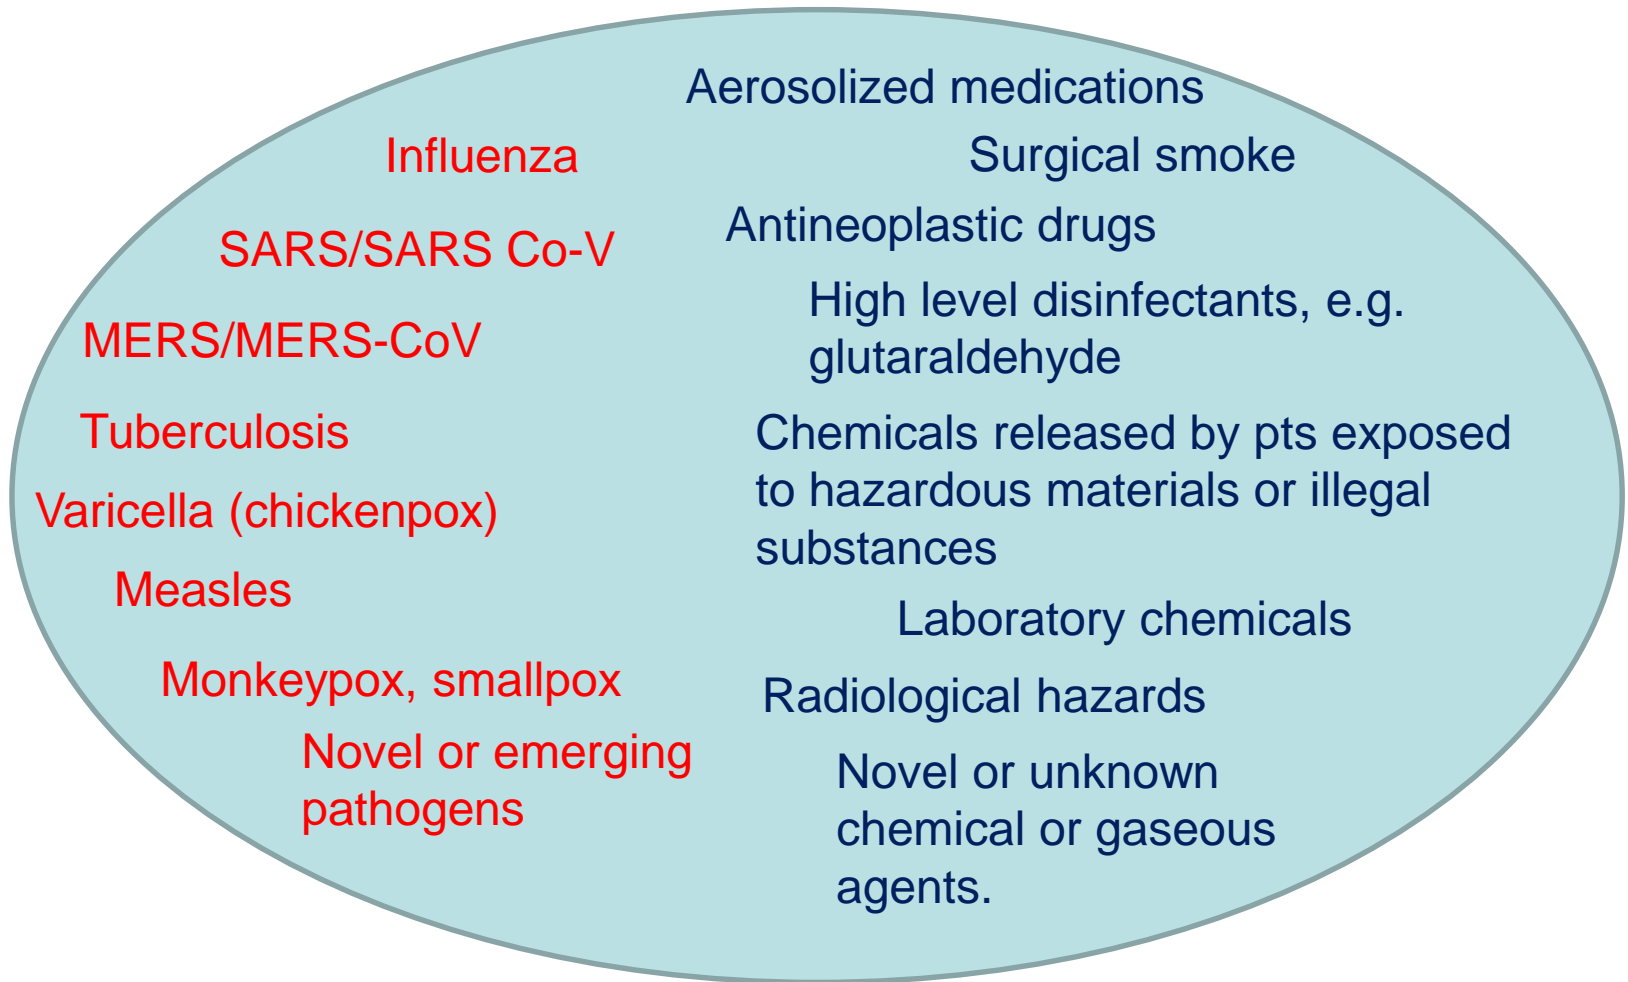 Influenza
SARS/SARS Co-V
MERS/MERS-CoV
Tuberculosis
Varicella (chickenpox)
Measles
Monkeypox, smallpox
Novel or emerging
pathogens
Aerosolized medications
Surgical smoke
Antineoplastic drugs
High level disinfectants, e.g.
glutaraldehyde
Chemicals released by pts exposed
to hazardous materials or illegal
substances
Laboratory chemicals
Radiological hazards
Novel or unknown
chemical or gaseous
agents.